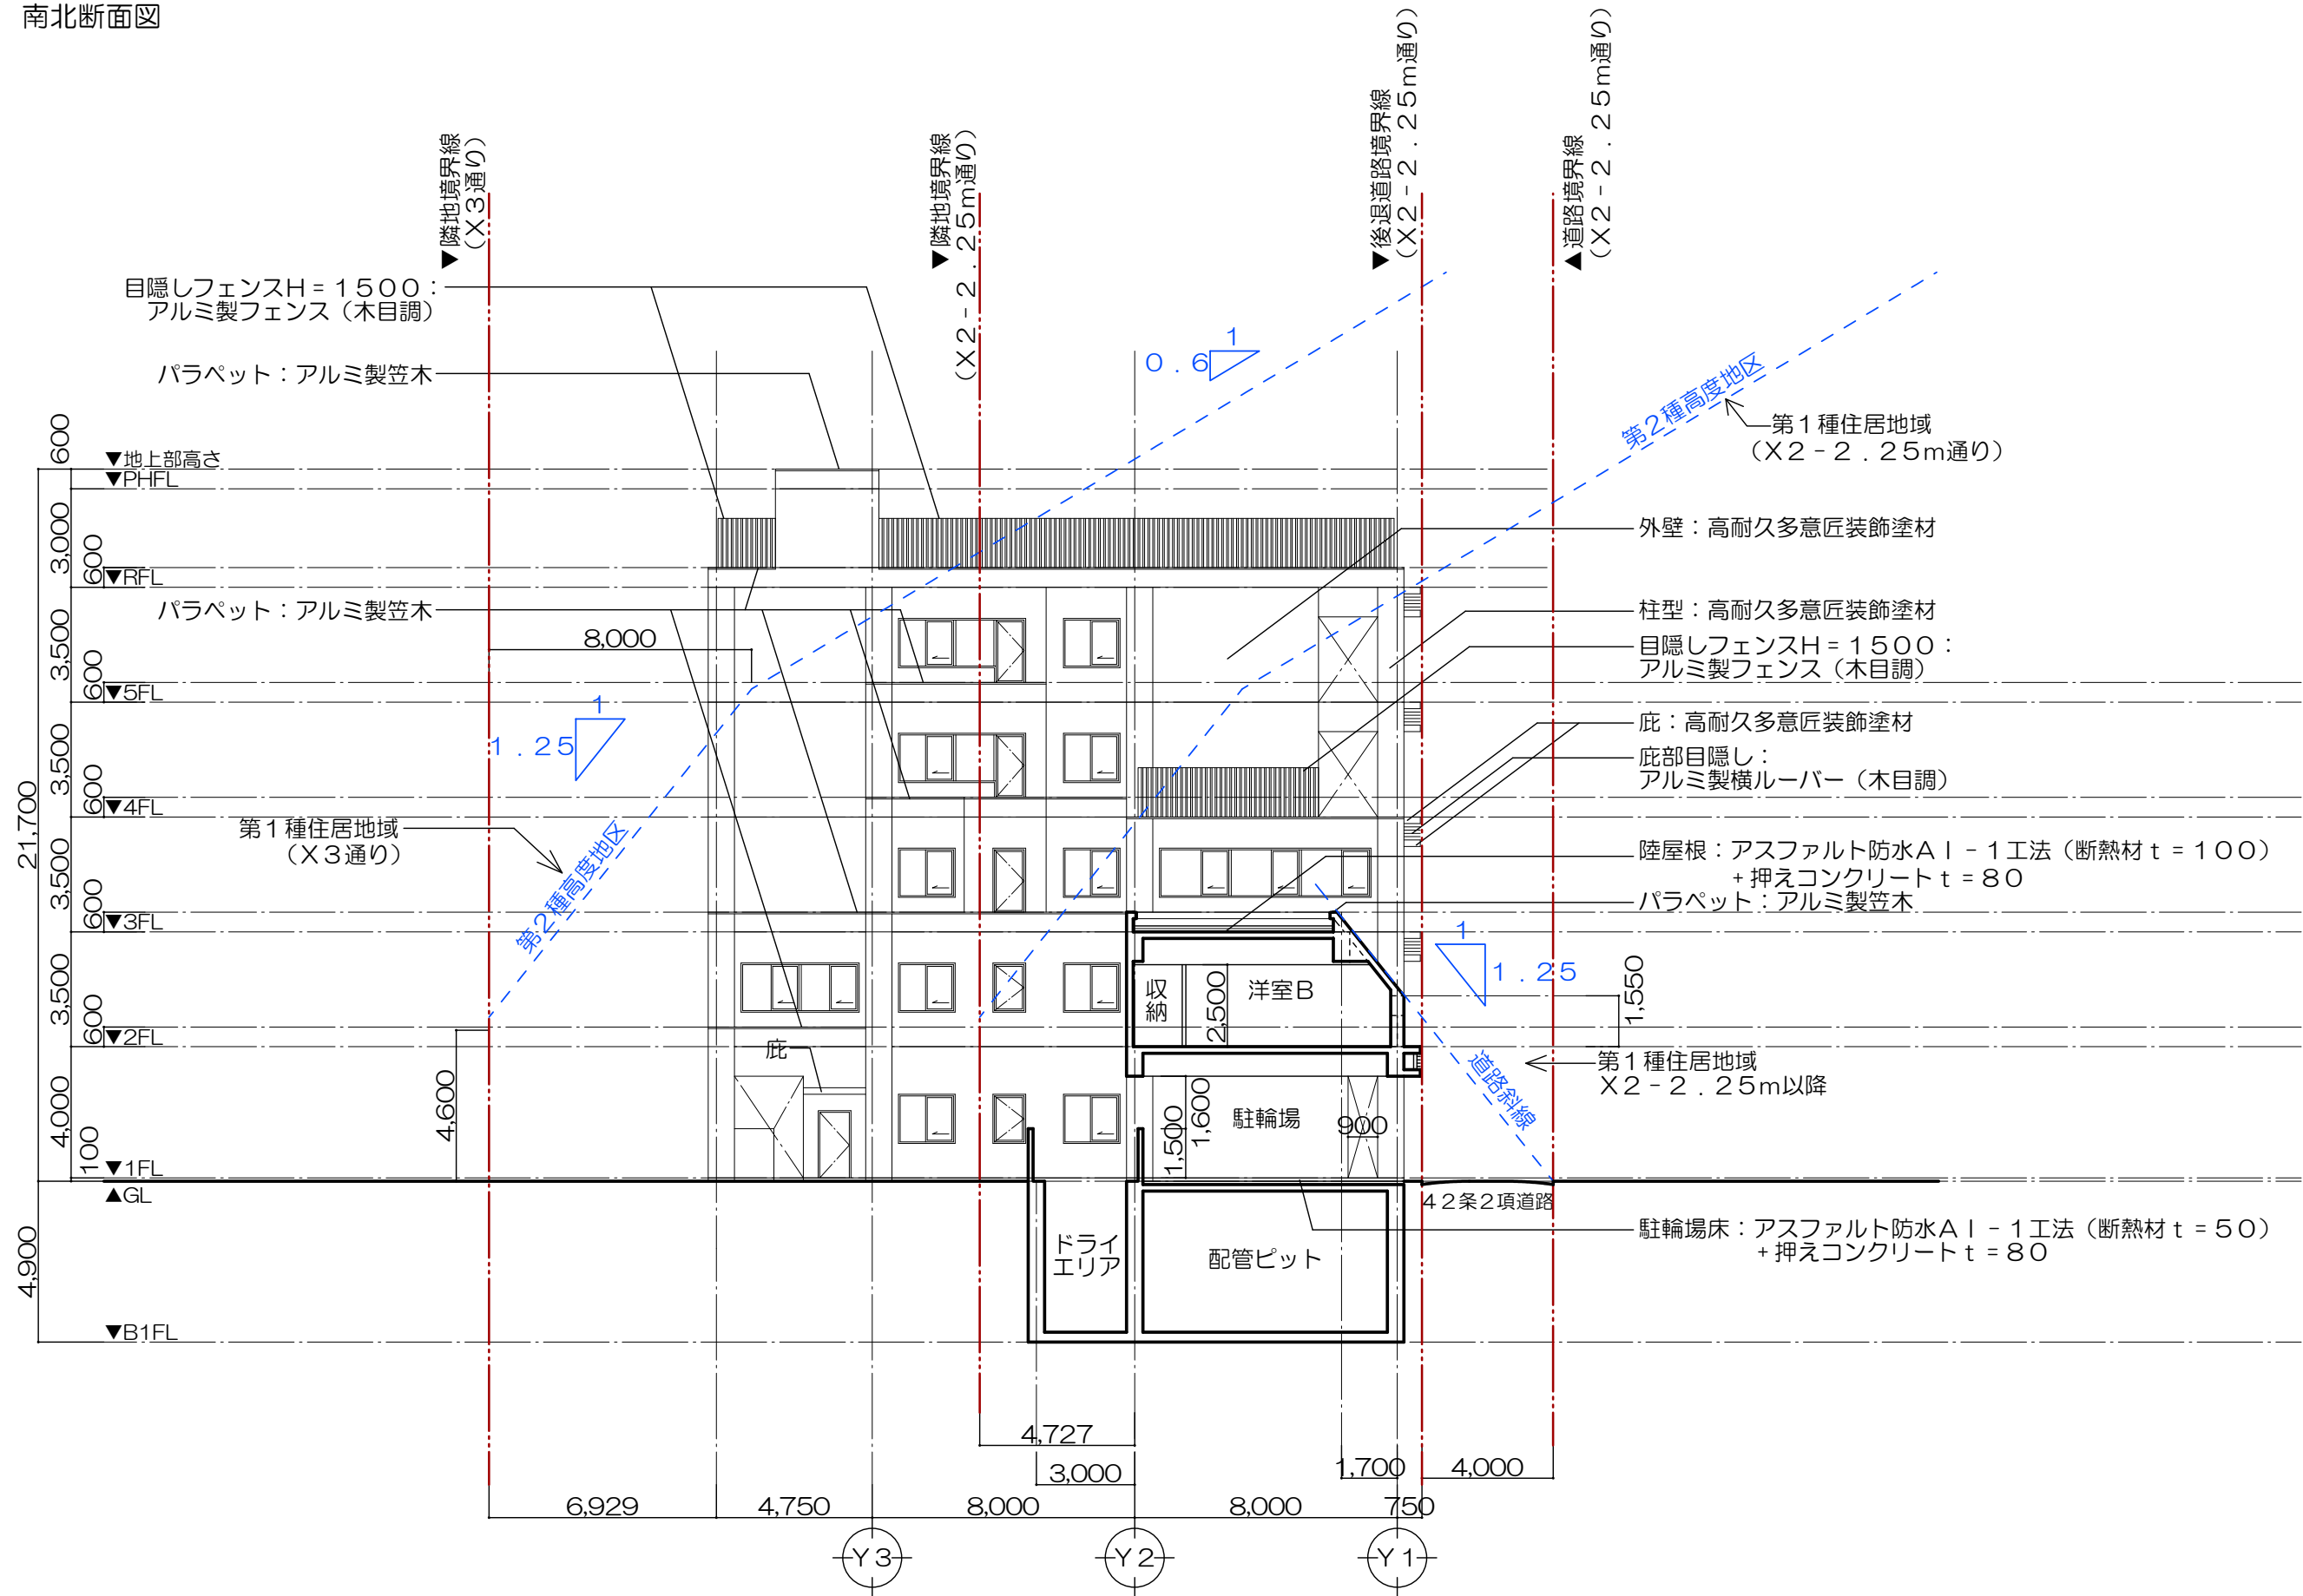 南北断面図
▼隣地境界線
（X3通り）
▼隣地境界線
（X2-2.25m通り）
▼後退道路境界線
（X2-2.25m通り）
▲道路境界線
（X2-2.25m通り）
目隠しフェンスH=1500：
アルミ製フェンス（木目調）
パラペット：アルミ製笠木
1
0.6
第2種高度地区
第1種住居地域
（X2-2.25m通り）
600
▼地上部高さ
▼PHFL
3,000
600
▼RFL
外壁：高耐久多意匠装飾塗材
パラペット：アルミ製笠木
柱型：高耐久多意匠装飾塗材
8,000
目隠しフェンスH=1500：
アルミ製フェンス（木目調）
3,500
600
▼5FL
1
1.25
庇：高耐久多意匠装飾塗材
庇部目隠し：
アルミ製横ルーバー（木目調）
3,500
600
▼4FL
21,700
第1種住居地域
（X3通り）
第2種高度地区
陸屋根：アスファルト防水AI-1工法（断熱材t=100）
+押えコンクリートt=80
パラペット：アルミ製笠木
3,500
600
▼3FL
1
1.25
収納
2,500
洋室B
1,550
3,500
600
▼2FL
庇
道路斜線
第1種住居地域
X2-2.25m以降
4,600
4,000
100
1,500
1,600
駐輪場
900
▼1FL
▲GL
42条2項道路
駐輪場床：アスファルト防水AI-1工法（断熱材t=50）
+押えコンクリートt=80
4,900
ドライ
エリア
配管ピット
▼B1FL
4,727
3,000
1,700
4,000
6,929
4,750
8,000
8,000
750
Y3
Y2
Y1